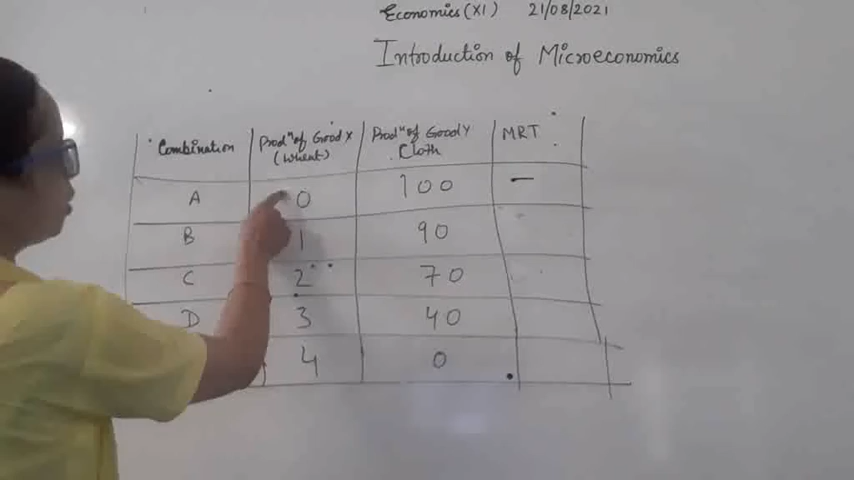 Economics (XI) 21/08/2021
Introduction of Microeconomics
Combination Prodⁿ of Good X (Wheat) Prodⁿ of Good Y Cloth MRT
A 0 100 —
B 1 90
C 2 70
D 3 40
4 0